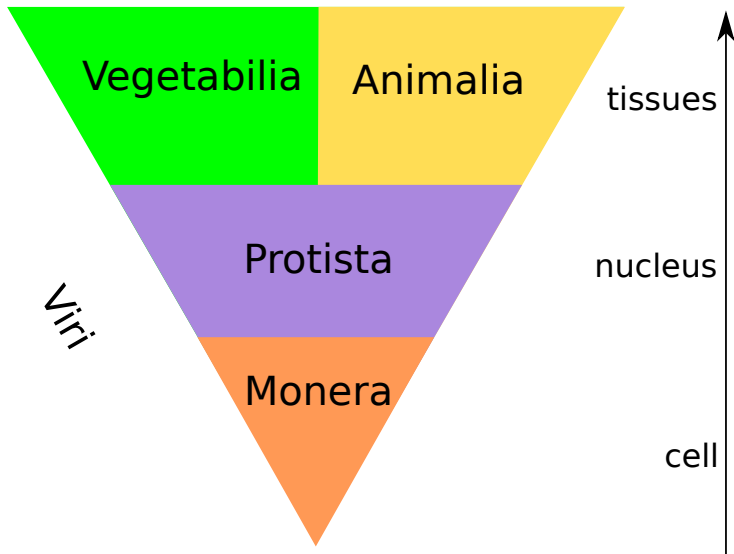 Vegetabilia
Animalia
tissues
Protista
nucleus
Viri
Monera
cell